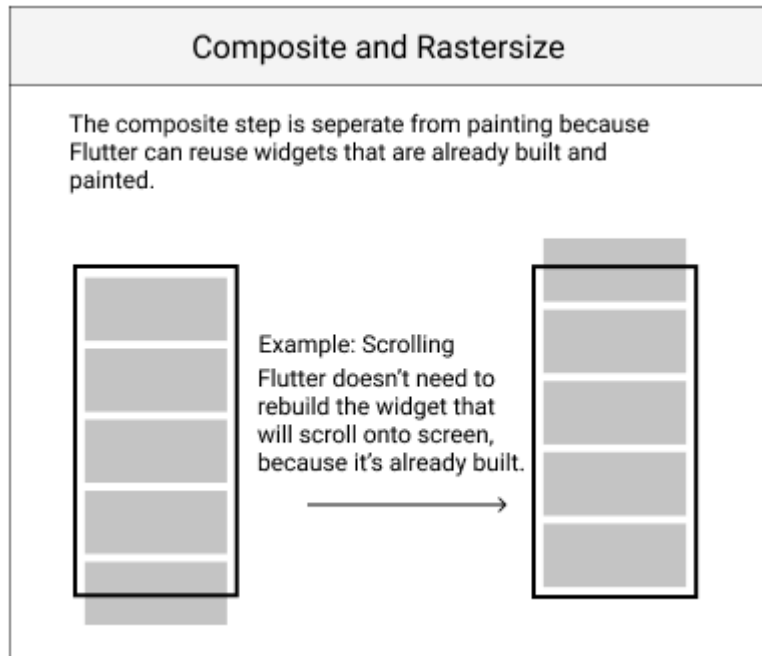 Composite and Rastersize
The composite step is seperate from painting because
Flutter can reuse widgets that are already built and
painted.
Example: Scrolling
Flutter doesn’t need to
rebuild the widget that
will scroll onto screen,
because it’s already built.